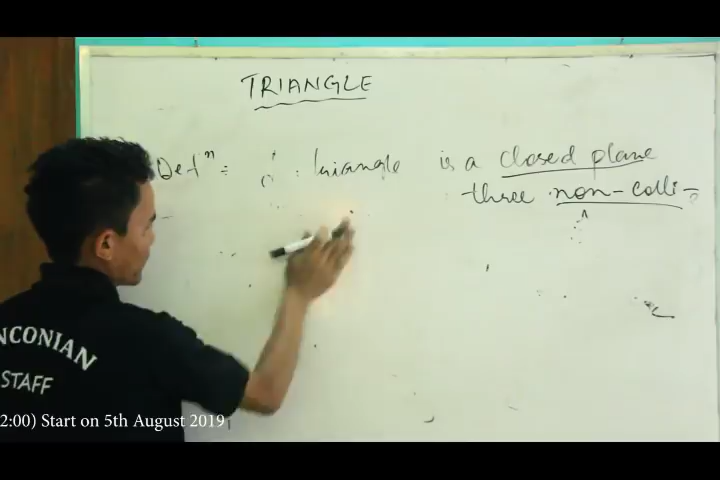 TRIANGLE
Defⁿ : triangle is a closed plane
three non-colli-
NCONIAN
STAFF
2:00) Start on 5th August 2019